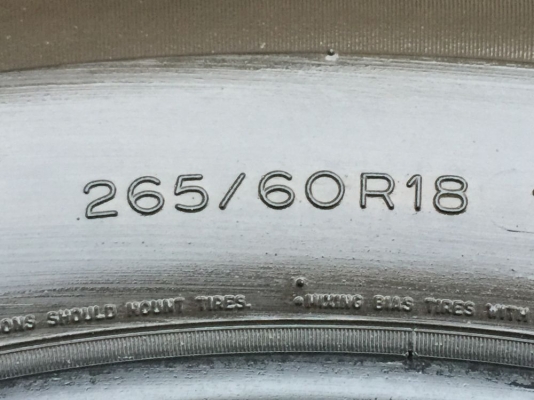 265/60R18
ONS SHOULD MOUNT TIRES. • MIXING BIAS TIRES WITH